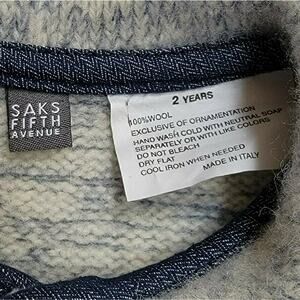 SAKS
FIFTH
AVENUE
2 YEARS
100%WOOL
EXCLUSIVE OF ORNAMENTATION
HAND WASH COLD WITH NEUTRAL SOAP
SEPARATELY OR WITH LIKE COLORS
DO NOT BLEACH
DRY FLAT
COOL IRON WHEN NEEDED
MADE IN ITALY